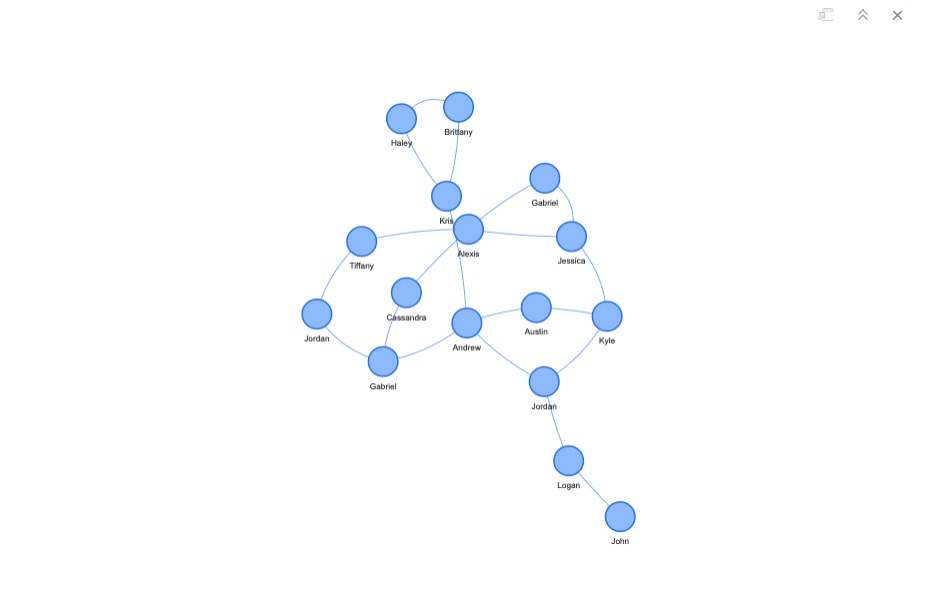 Brittany
Haley
Gabriel
Kris
Alexis
Jessica
Tiffany
Cassandra
Austin
Jordan
Kyle
Andrew
Gabriel
Jordan
Logan
John